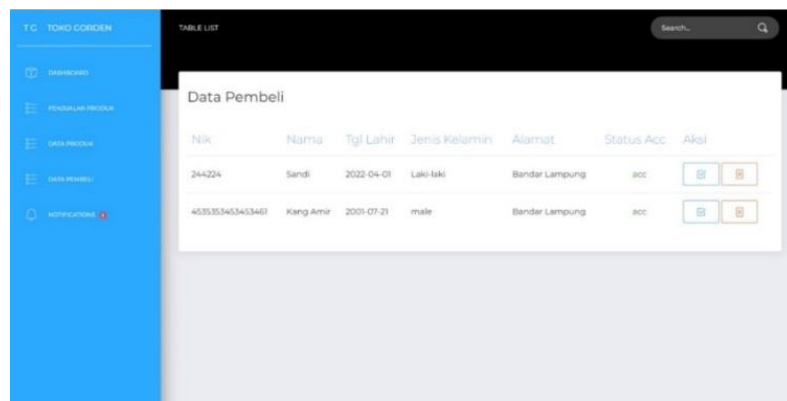 TG TOKO GORDEN
TABLE LIST
Search...
DASHBOARD
PENJUALAN PRODUK
DATA PRODUK
DATA PEMBELI
NOTIFICATIONS
Data Pembeli
Nik Nama Tgl Lahir Jenis Kelamin Alamat Status Acc Aksi
244224 Sandi 2022-04-01 Laki-laki Bandar Lampung acc
4535353453453461 Kang Amir 2001-07-21 male Bandar Lampung acc